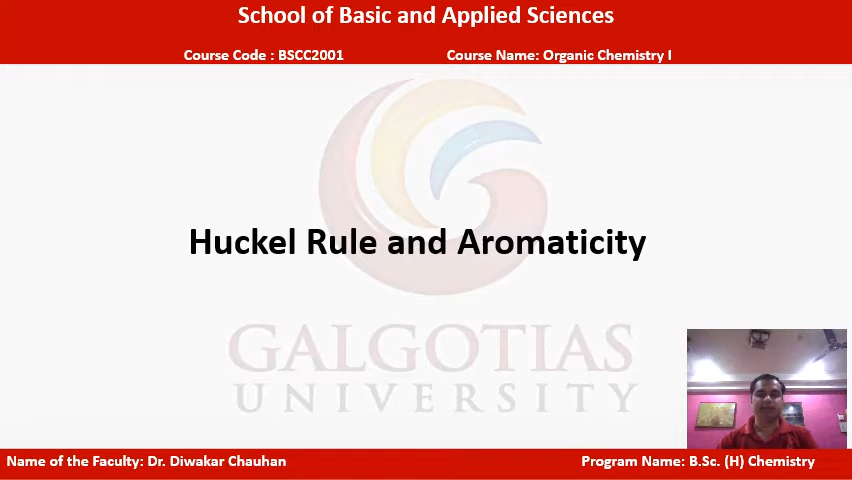 School of Basic and Applied Sciences
Course Code : BSCC2001 Course Name: Organic Chemistry I
Huckel Rule and Aromaticity
GALGOTIAS
UNIVERSITY
Name of the Faculty: Dr. Diwakar Chauhan Program Name: B.Sc. (H) Chemistry